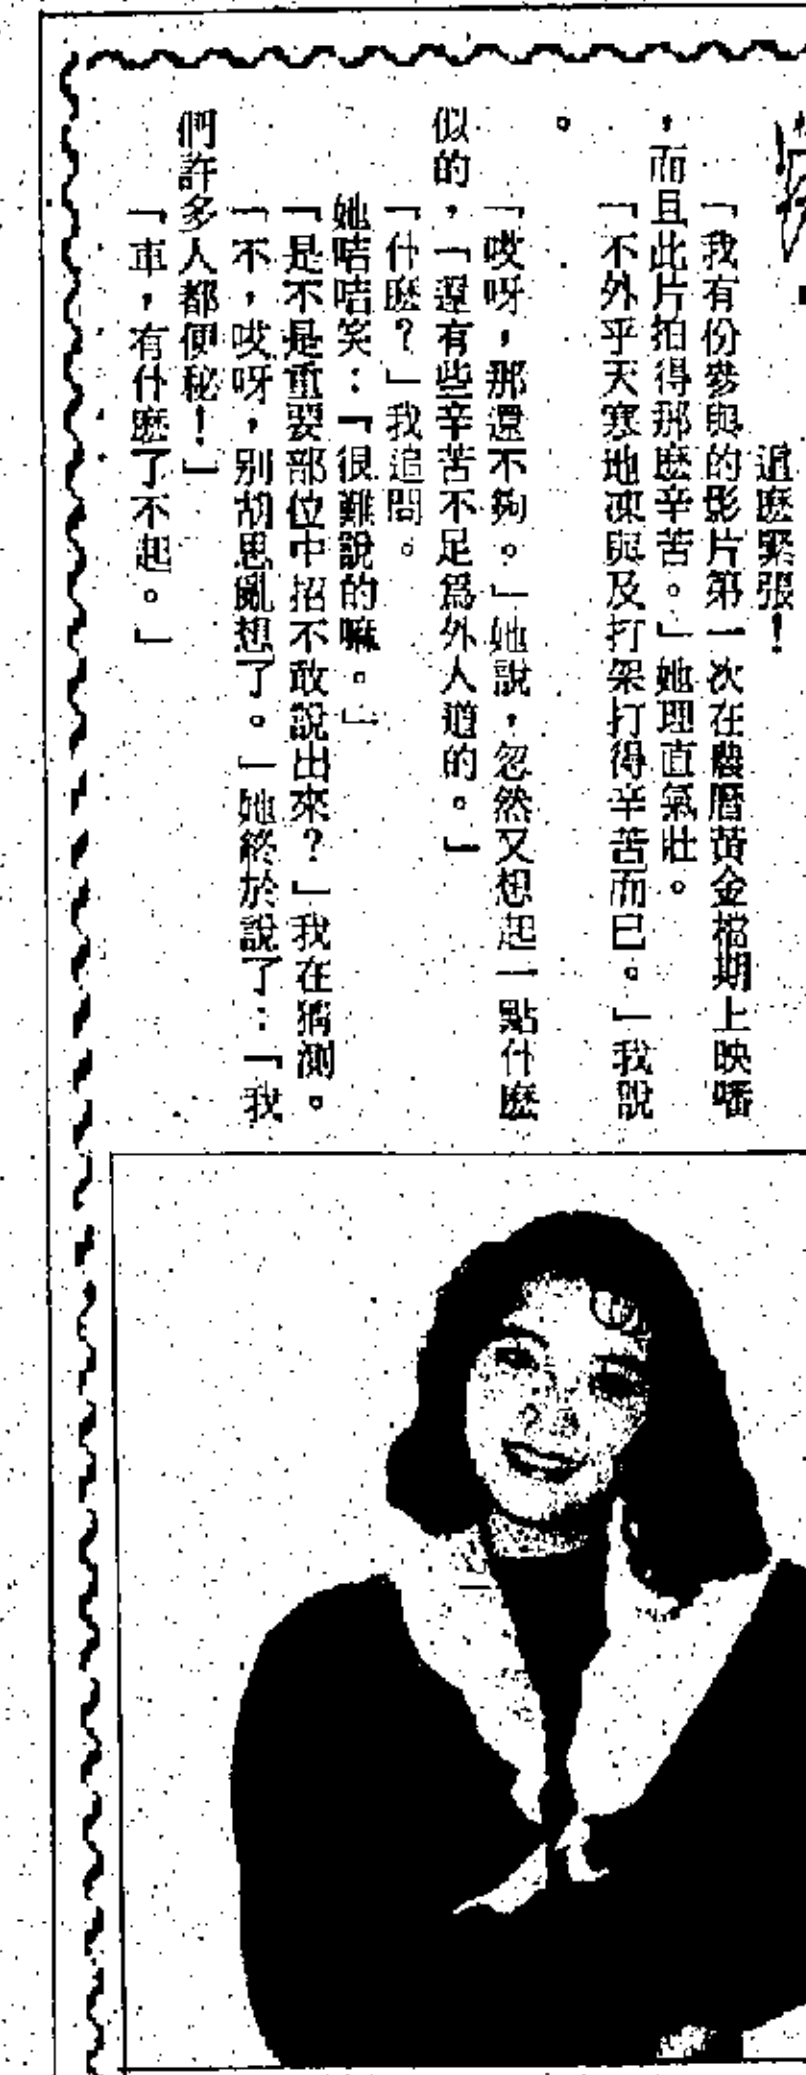 這麼緊張！
「我有份參與的影片第一次在農曆黃金檔期上映嘛
，而且此片拍得那麼辛苦。」她理直氣壯。
「不外乎天寒地凍與及打架打得辛苦而已。」我說
。
「哎呀，那還不夠。」她說，忽然又想起一點什麼
似的，「還有些辛苦不足爲外人道的。」
「什麼？」我追問。
她咭咭笑：「很難說的嘛。」
「是不是重要部位中招不敢說出來？」我在猜測。
「不，哎呀，別胡思亂想了。」她終於說了：「我
們許多人都便秘！」
「車，有什麼了不起。」